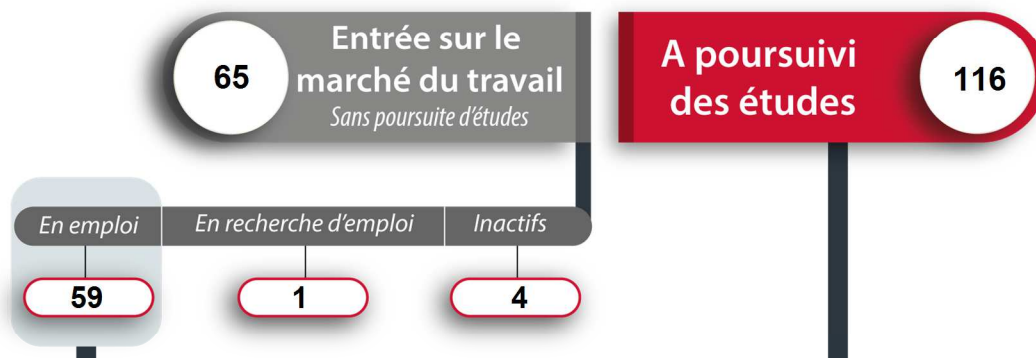 65
Entrée sur le
marché du travail
Sans poursuite d'études
A poursuivi
des études
116
En emploi
En recherche d'emploi
Inactifs
59
1
4